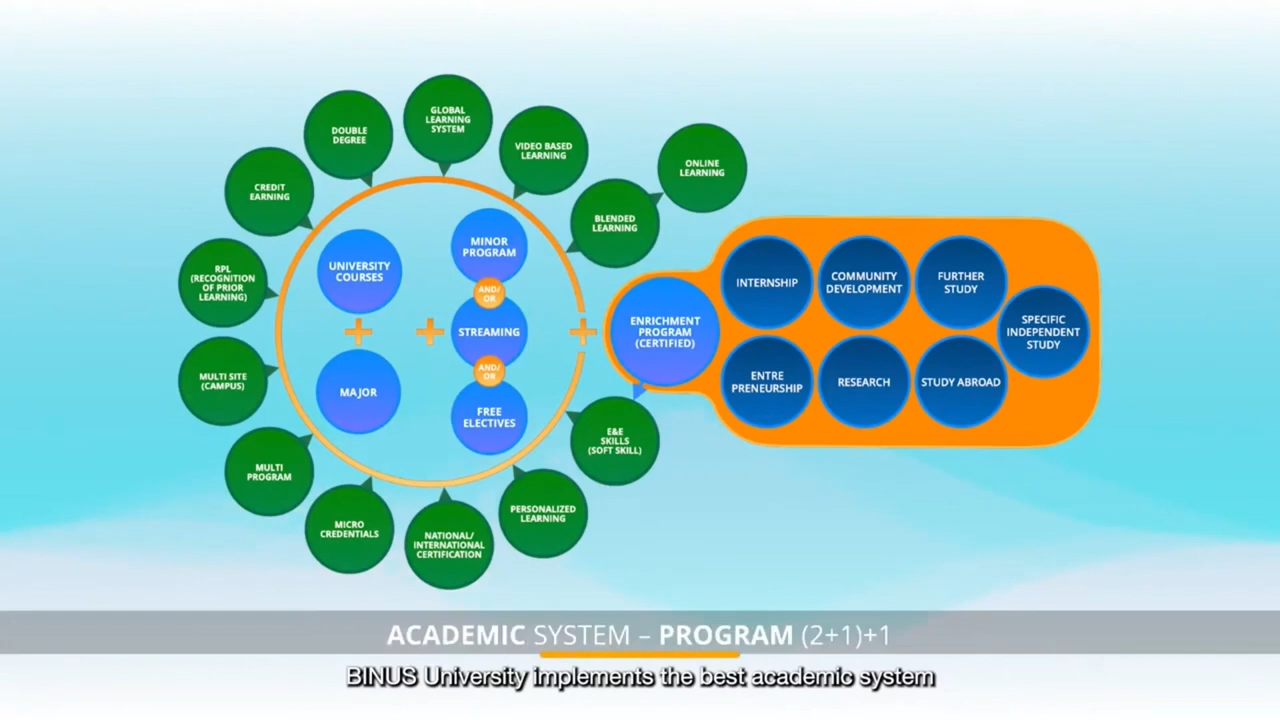 GLOBAL
LEARNING
SYSTEM
DOUBLE
DEGREE
VIDEO BASED
LEARNING
ONLINE
LEARNING
CREDIT
EARNING
BLENDED
LEARNING
RPL
(RECOGNITION
OF PRIOR
LEARNING)
MULTI SITE
(CAMPUS)
MULTI
PROGRAM
MICRO
CREDENTIALS
NATIONAL/
INTERNATIONAL
CERTIFICATION
PERSONALIZED
LEARNING
E&E
SKILLS
(SOFT SKILL)
UNIVERSITY
COURSES
+
MAJOR
+
MINOR
PROGRAM
AND/
OR
STREAMING
AND/
OR
FREE
ELECTIVES
+
ENRICHMENT
PROGRAM
(CERTIFIED)
INTERNSHIP
COMMUNITY
DEVELOPMENT
FURTHER
STUDY
SPECIFIC
INDEPENDENT
STUDY
ENTRE
PRENEURSHIP
RESEARCH
STUDY ABROAD
ACADEMIC SYSTEM – PROGRAM (2+1)+1
BINUS University implements the best academic system